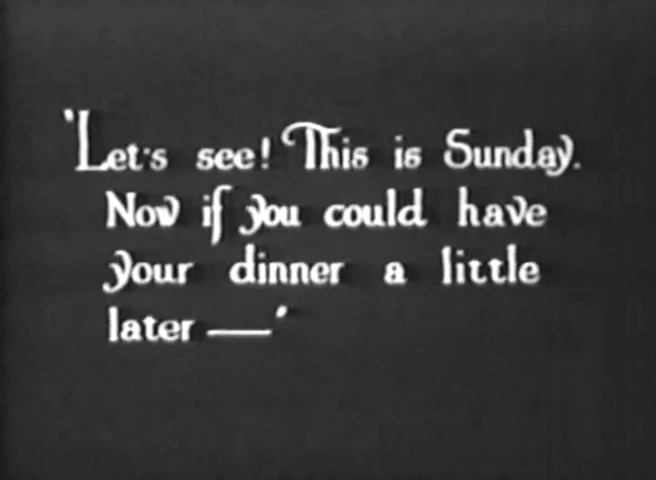 'Let's see! This is Sunday.
Now if you could have
your dinner a little
later —'